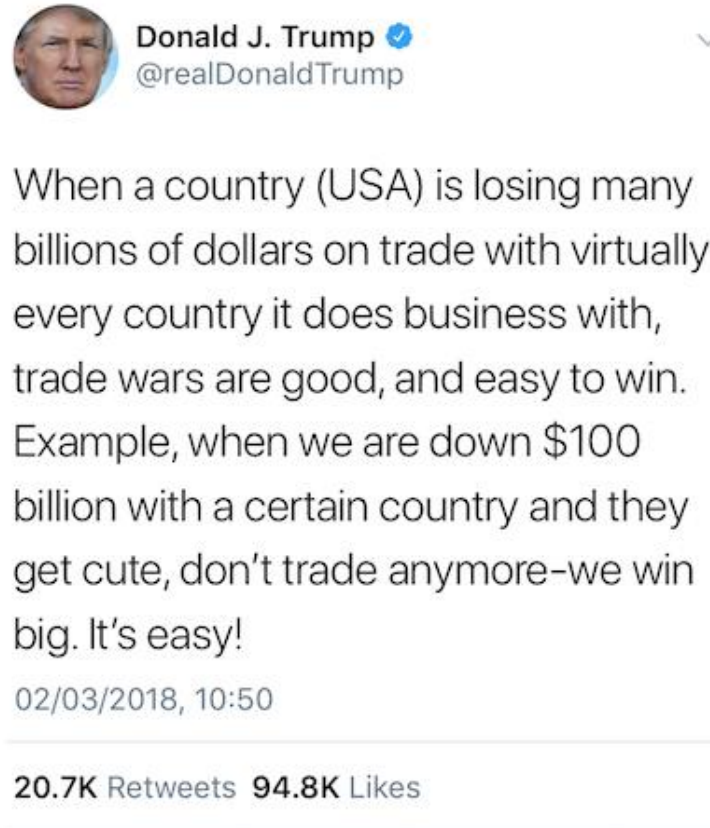 Donald J. Trump
@realDonaldTrump
When a country (USA) is losing many
billions of dollars on trade with virtually
every country it does business with,
trade wars are good, and easy to win.
Example, when we are down $100
billion with a certain country and they
get cute, don’t trade anymore-we win
big. It’s easy!
02/03/2018, 10:50
20.7K Retweets 94.8K Likes